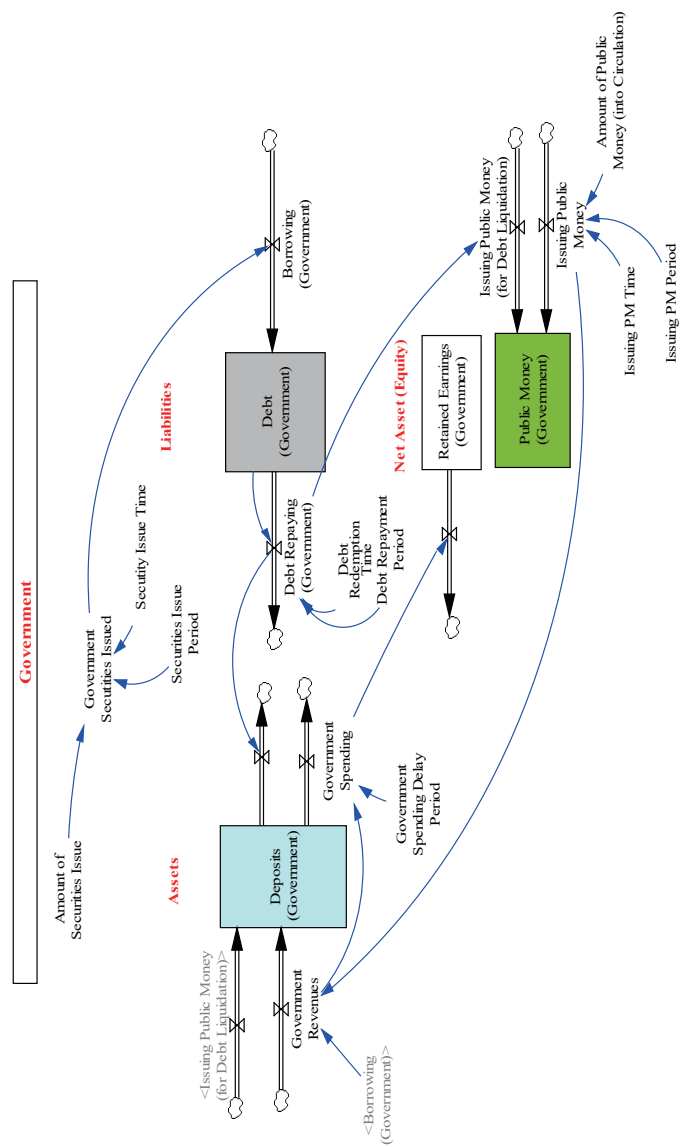 Government
Amount of
Securities Issue
Government
Secutities Issued
Secutity Issue Time
Securities Issue
Period
Assets
Liabilities
<Issuing Public Money
(for Debt Liquidation)>
Government
Revenues
<Borrowing
(Government)>
Deposits
(Government)
Government
Spending
Government
Spending Delay
Period
Debt Repaying
(Government)
Debt
Redemption
Time
Debt Repayment
Period
Debt
(Government)
Borrowing
(Government)
Net Asset (Equity)
Retained Earnings
(Government)
Public Money
(Government)
Issuing Public Money
(for Debt Liquidation)
Issuing Public
Money
Issuing PM Time
Issuing PM Period
Amount of Public
Money (into Circulation)